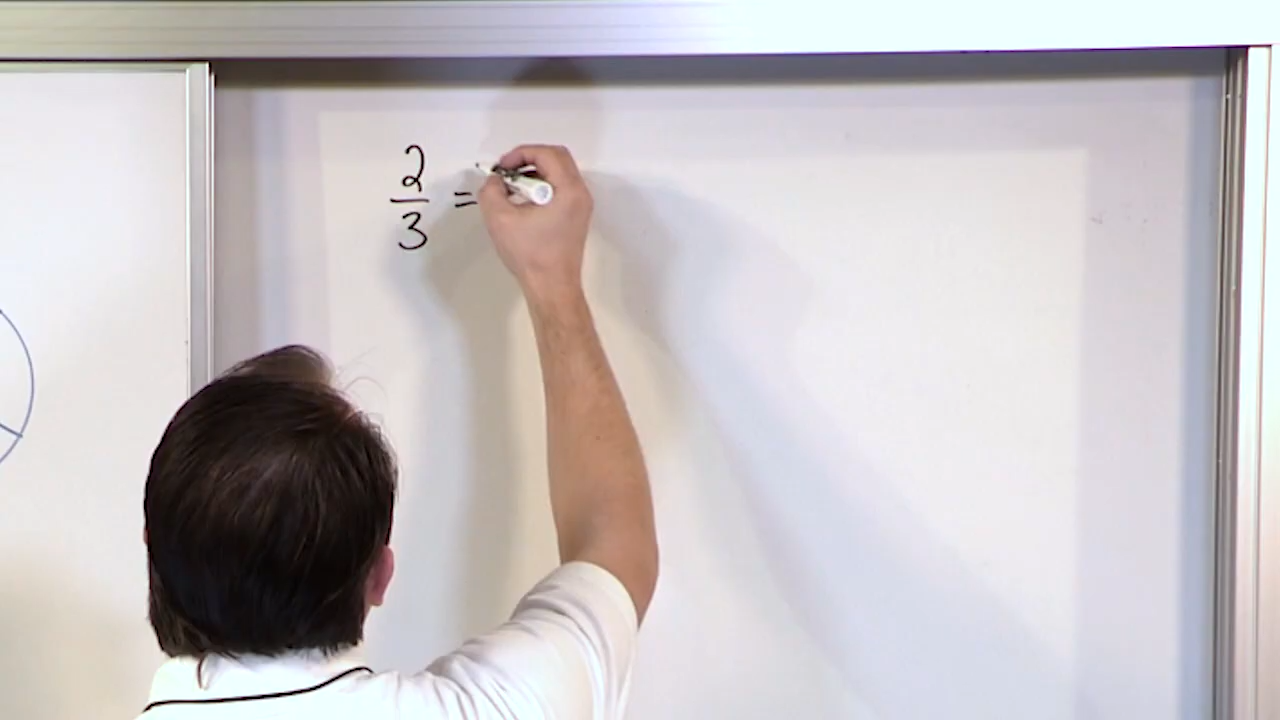 2/3 =